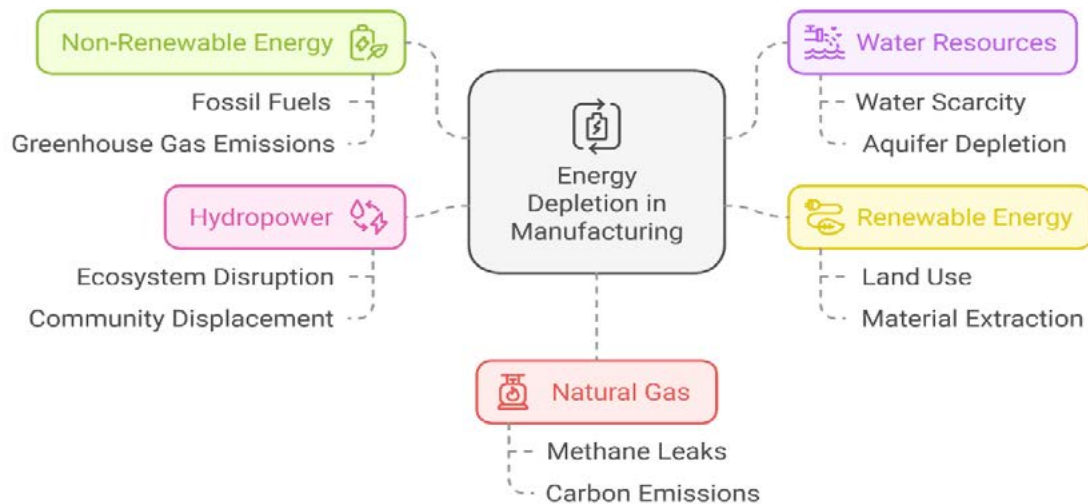 Non-Renewable Energy
Fossil Fuels
Greenhouse Gas Emissions
Hydropower
Ecosystem Disruption
Community Displacement
Energy
Depletion in
Manufacturing
Water Resources
Water Scarcity
Aquifer Depletion
Renewable Energy
Land Use
Material Extraction
Natural Gas
Methane Leaks
Carbon Emissions